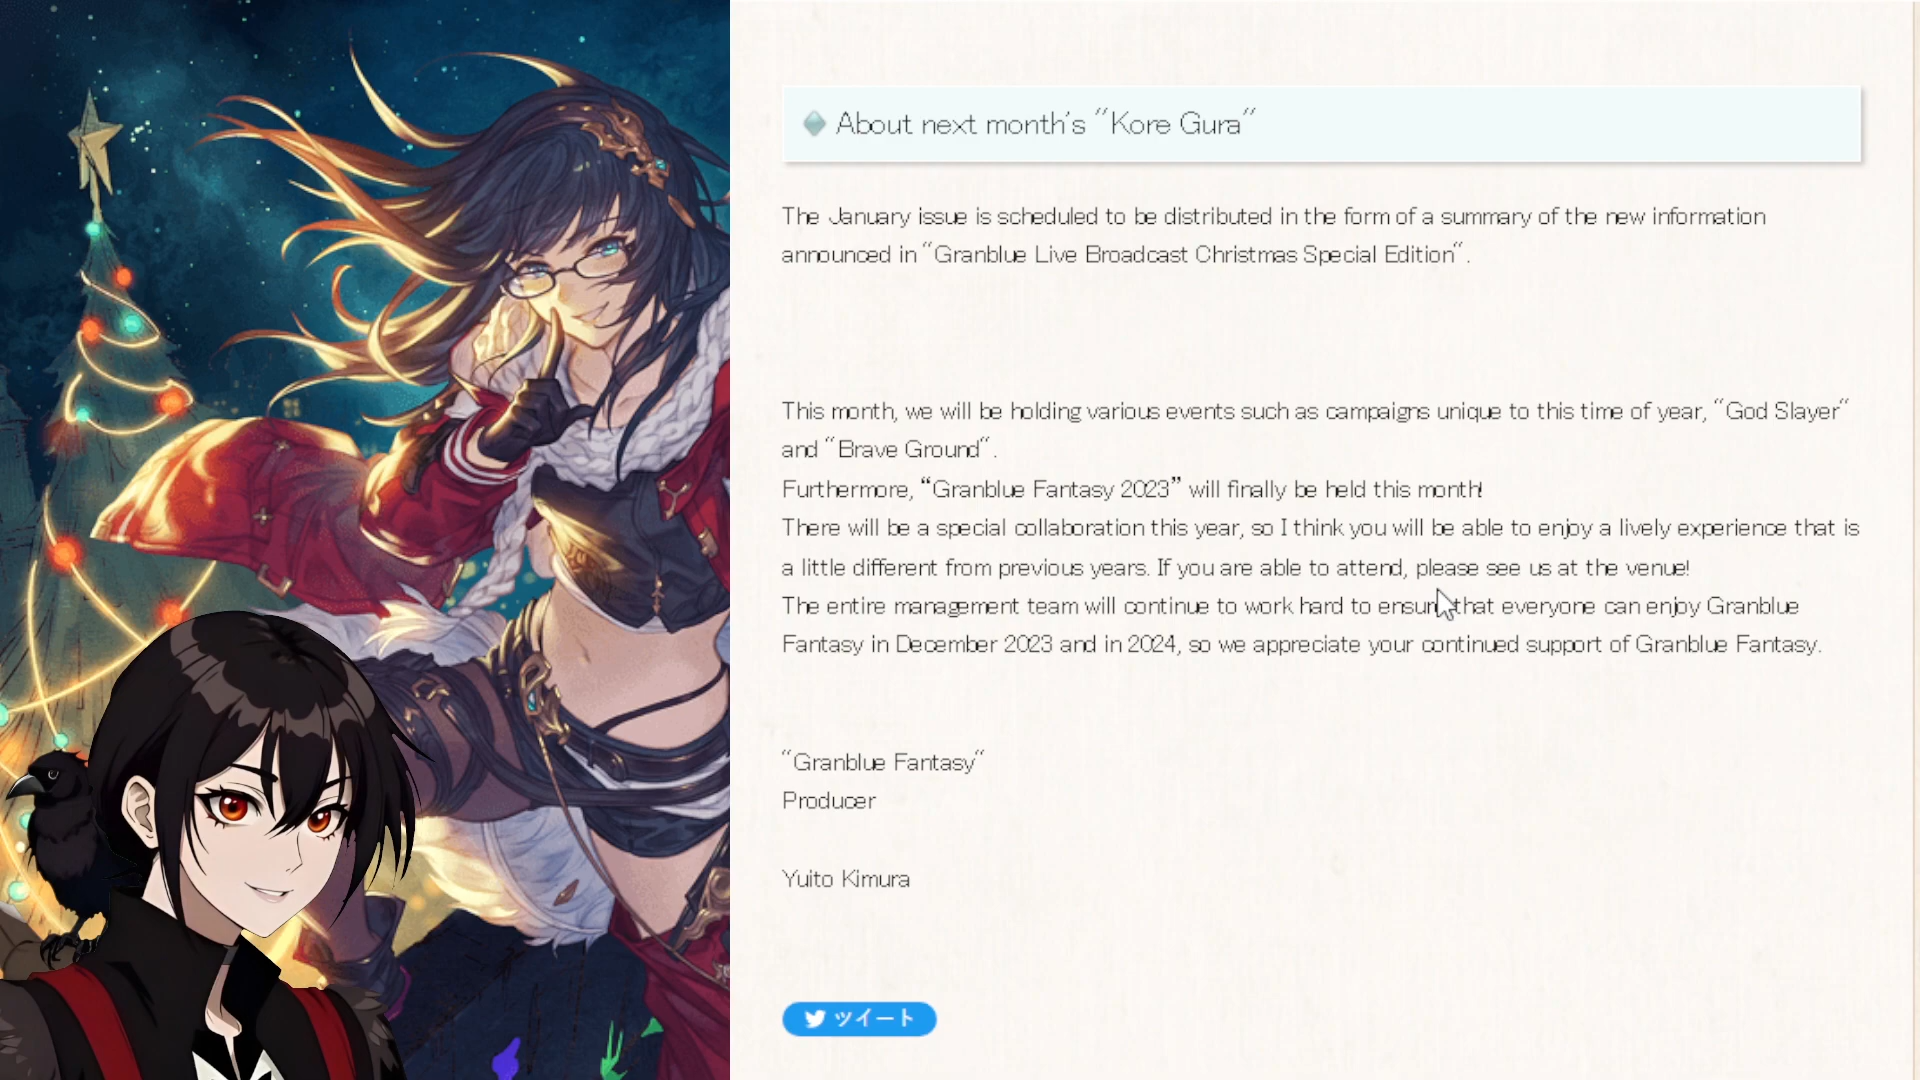 About next month's "Kore Gura"
The January issue is scheduled to be distributed in the form of a summary of the new information
announced in "Granblue Live Broadcast Christmas Special Edition".
This month, we will be holding various events such as campaigns unique to this time of year, "God Slayer"
and "Brave Ground".
Furthermore, “Granblue Fantasy 2023” will finally be held this month!
There will be a special collaboration this year, so I think you will be able to enjoy a lively experience that is
a little different from previous years. If you are able to attend, please see us at the venue!
The entire management team will continue to work hard to ensure that everyone can enjoy Granblue
Fantasy in December 2023 and in 2024, so we appreciate your continued support of Granblue Fantasy.
"Granblue Fantasy"
Producer
Yuito Kimura
ツイート